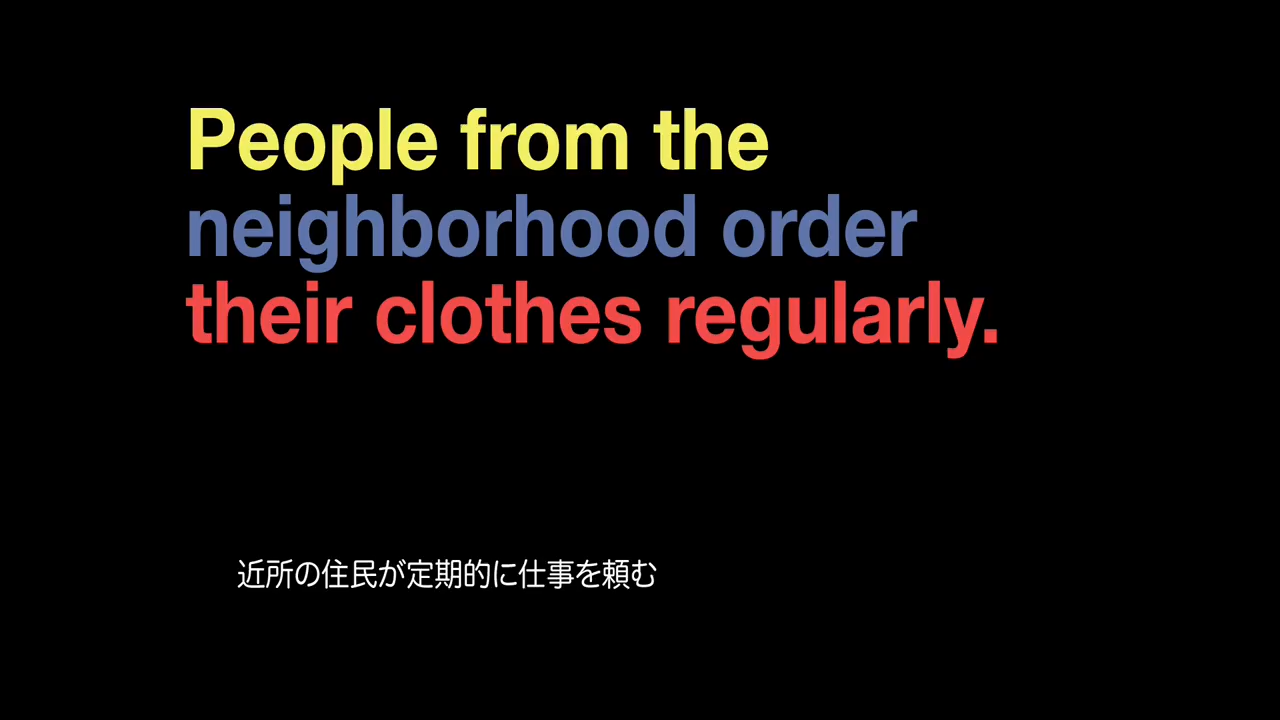 People from the
neighborhood order
their clothes regularly.
近所の住民が定期的に仕事を頼む